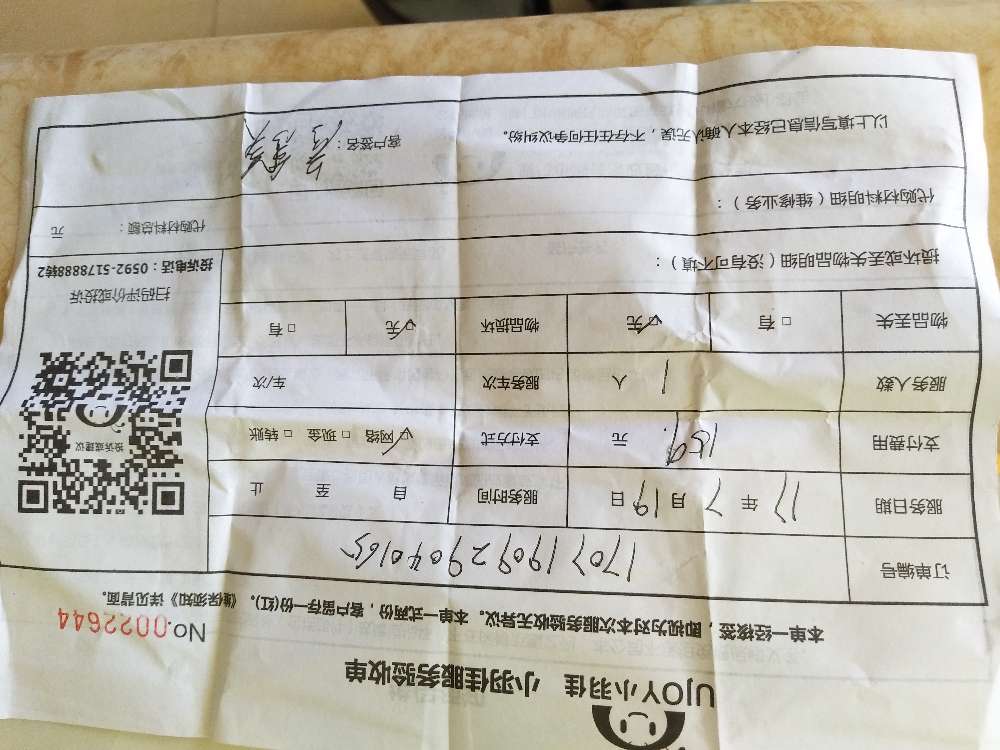 UJOY小羽佳 小羽佳服务验收单
No.0022644
本单一经接签，即视为对本次服务验收无异议。本单一式两份，客户留存一份(红)。《维保须知》详见背面。
订单编号 1707190929040165
服务日期 17年7月19日 服务时间 自 至 止
支付费用 159. 元 支付方式 ☑网络 □现金 □转账
服务人数 1 人 服务车次 车/次
物品丢失 □有 ☑无 物品损坏 ☑无 □有
投诉或建议
扫码评价或投诉
投诉电话：0592-5178888转2
损坏或丢失物品明细（没有可不填）：
代购材料明细（维修业务）： 代购材料总额： 元
以上填写信息已经本人确认无误，不存在任何争议纠纷。 客户签名：